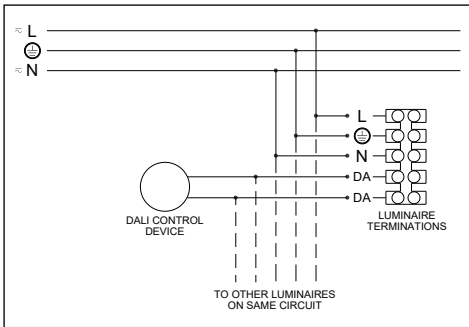 ≂ L
⏚
≂ N
L
⏚
N
DA
DA
DALI CONTROL
DEVICE
LUMINAIRE
TERMINATIONS
TO OTHER LUMINAIRES
ON SAME CIRCUIT